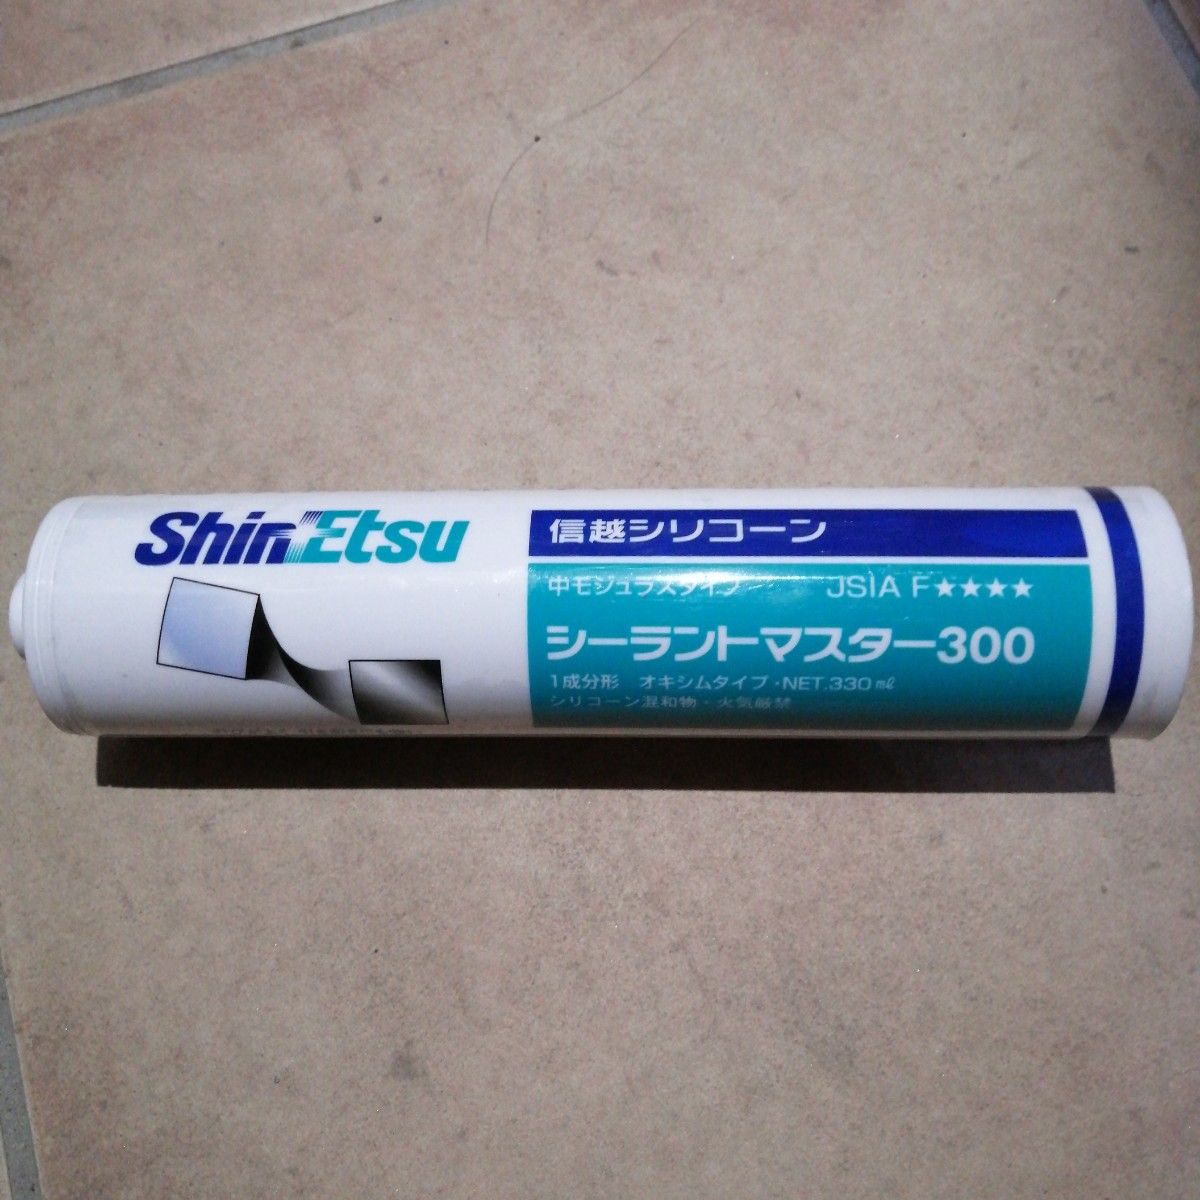 ShinEtsu
信越シリコーン
中モジュラスタイプ JSIA F★★★★
シーラントマスター300
1成分形 オキシムタイプ・NET.330㎖
シリコーン混和物・火気厳禁